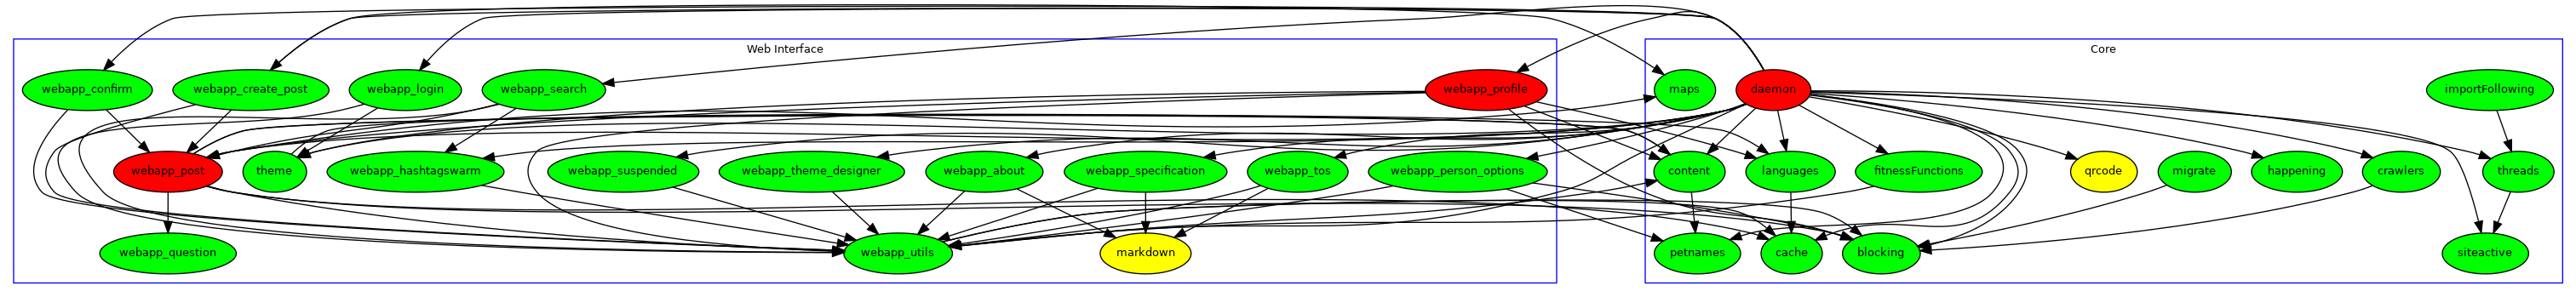 Web Interface
Core
webapp_confirm
webapp_create_post
webapp_login
webapp_search
webapp_profile
maps
daemon
importFollowing
webapp_post
theme
webapp_hashtagswarm
webapp_suspended
webapp_theme_designer
webapp_about
webapp_specification
webapp_tos
webapp_person_options
content
languages
fitnessFunctions
qrcode
migrate
happening
crawlers
threads
webapp_question
webapp_utils
markdown
petnames
cache
blocking
siteactive